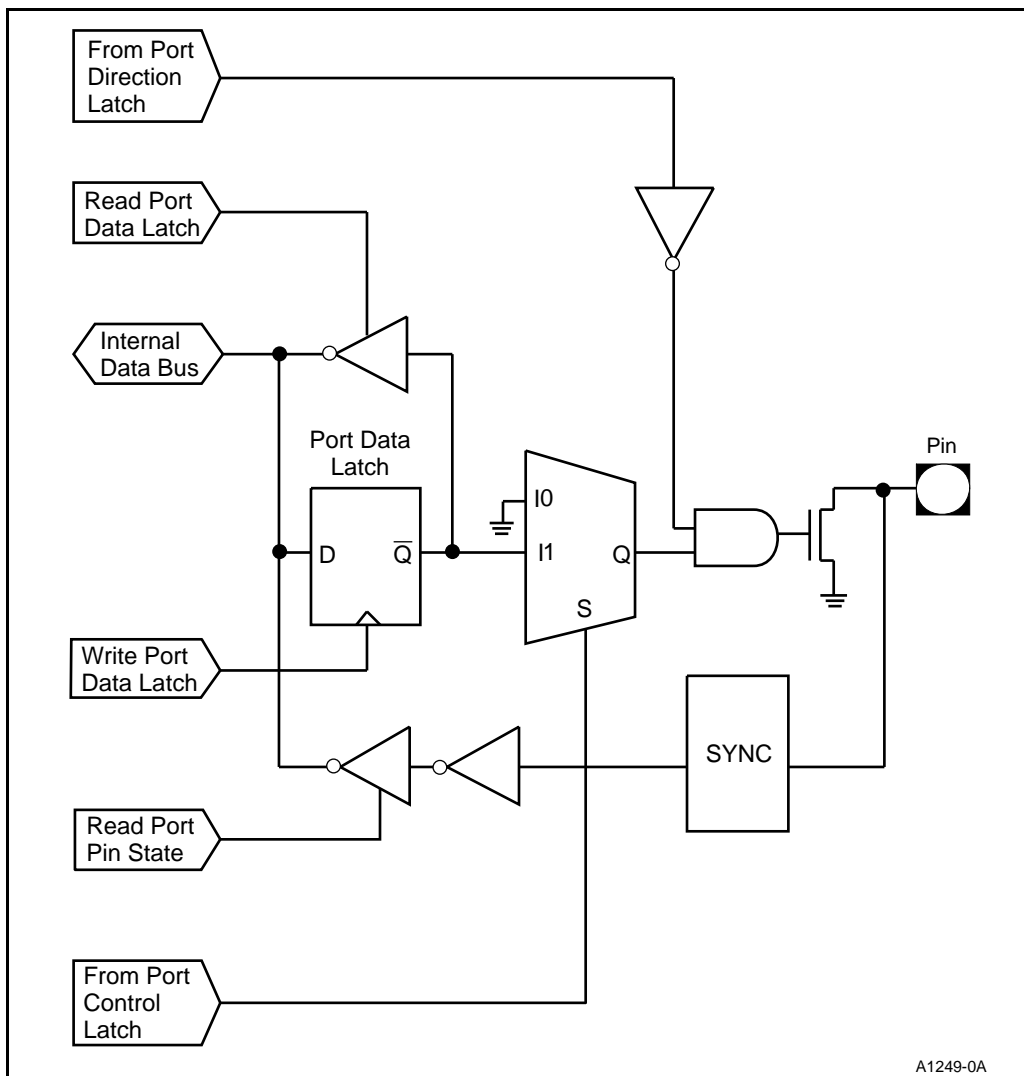 From Port
Direction
Latch
Read Port
Data Latch
Internal
Data Bus
Port Data
Latch
Pin
I0
D
Q
I1
Q
S
Write Port
Data Latch
SYNC
Read Port
Pin State
From Port
Control
Latch
A1249-0A